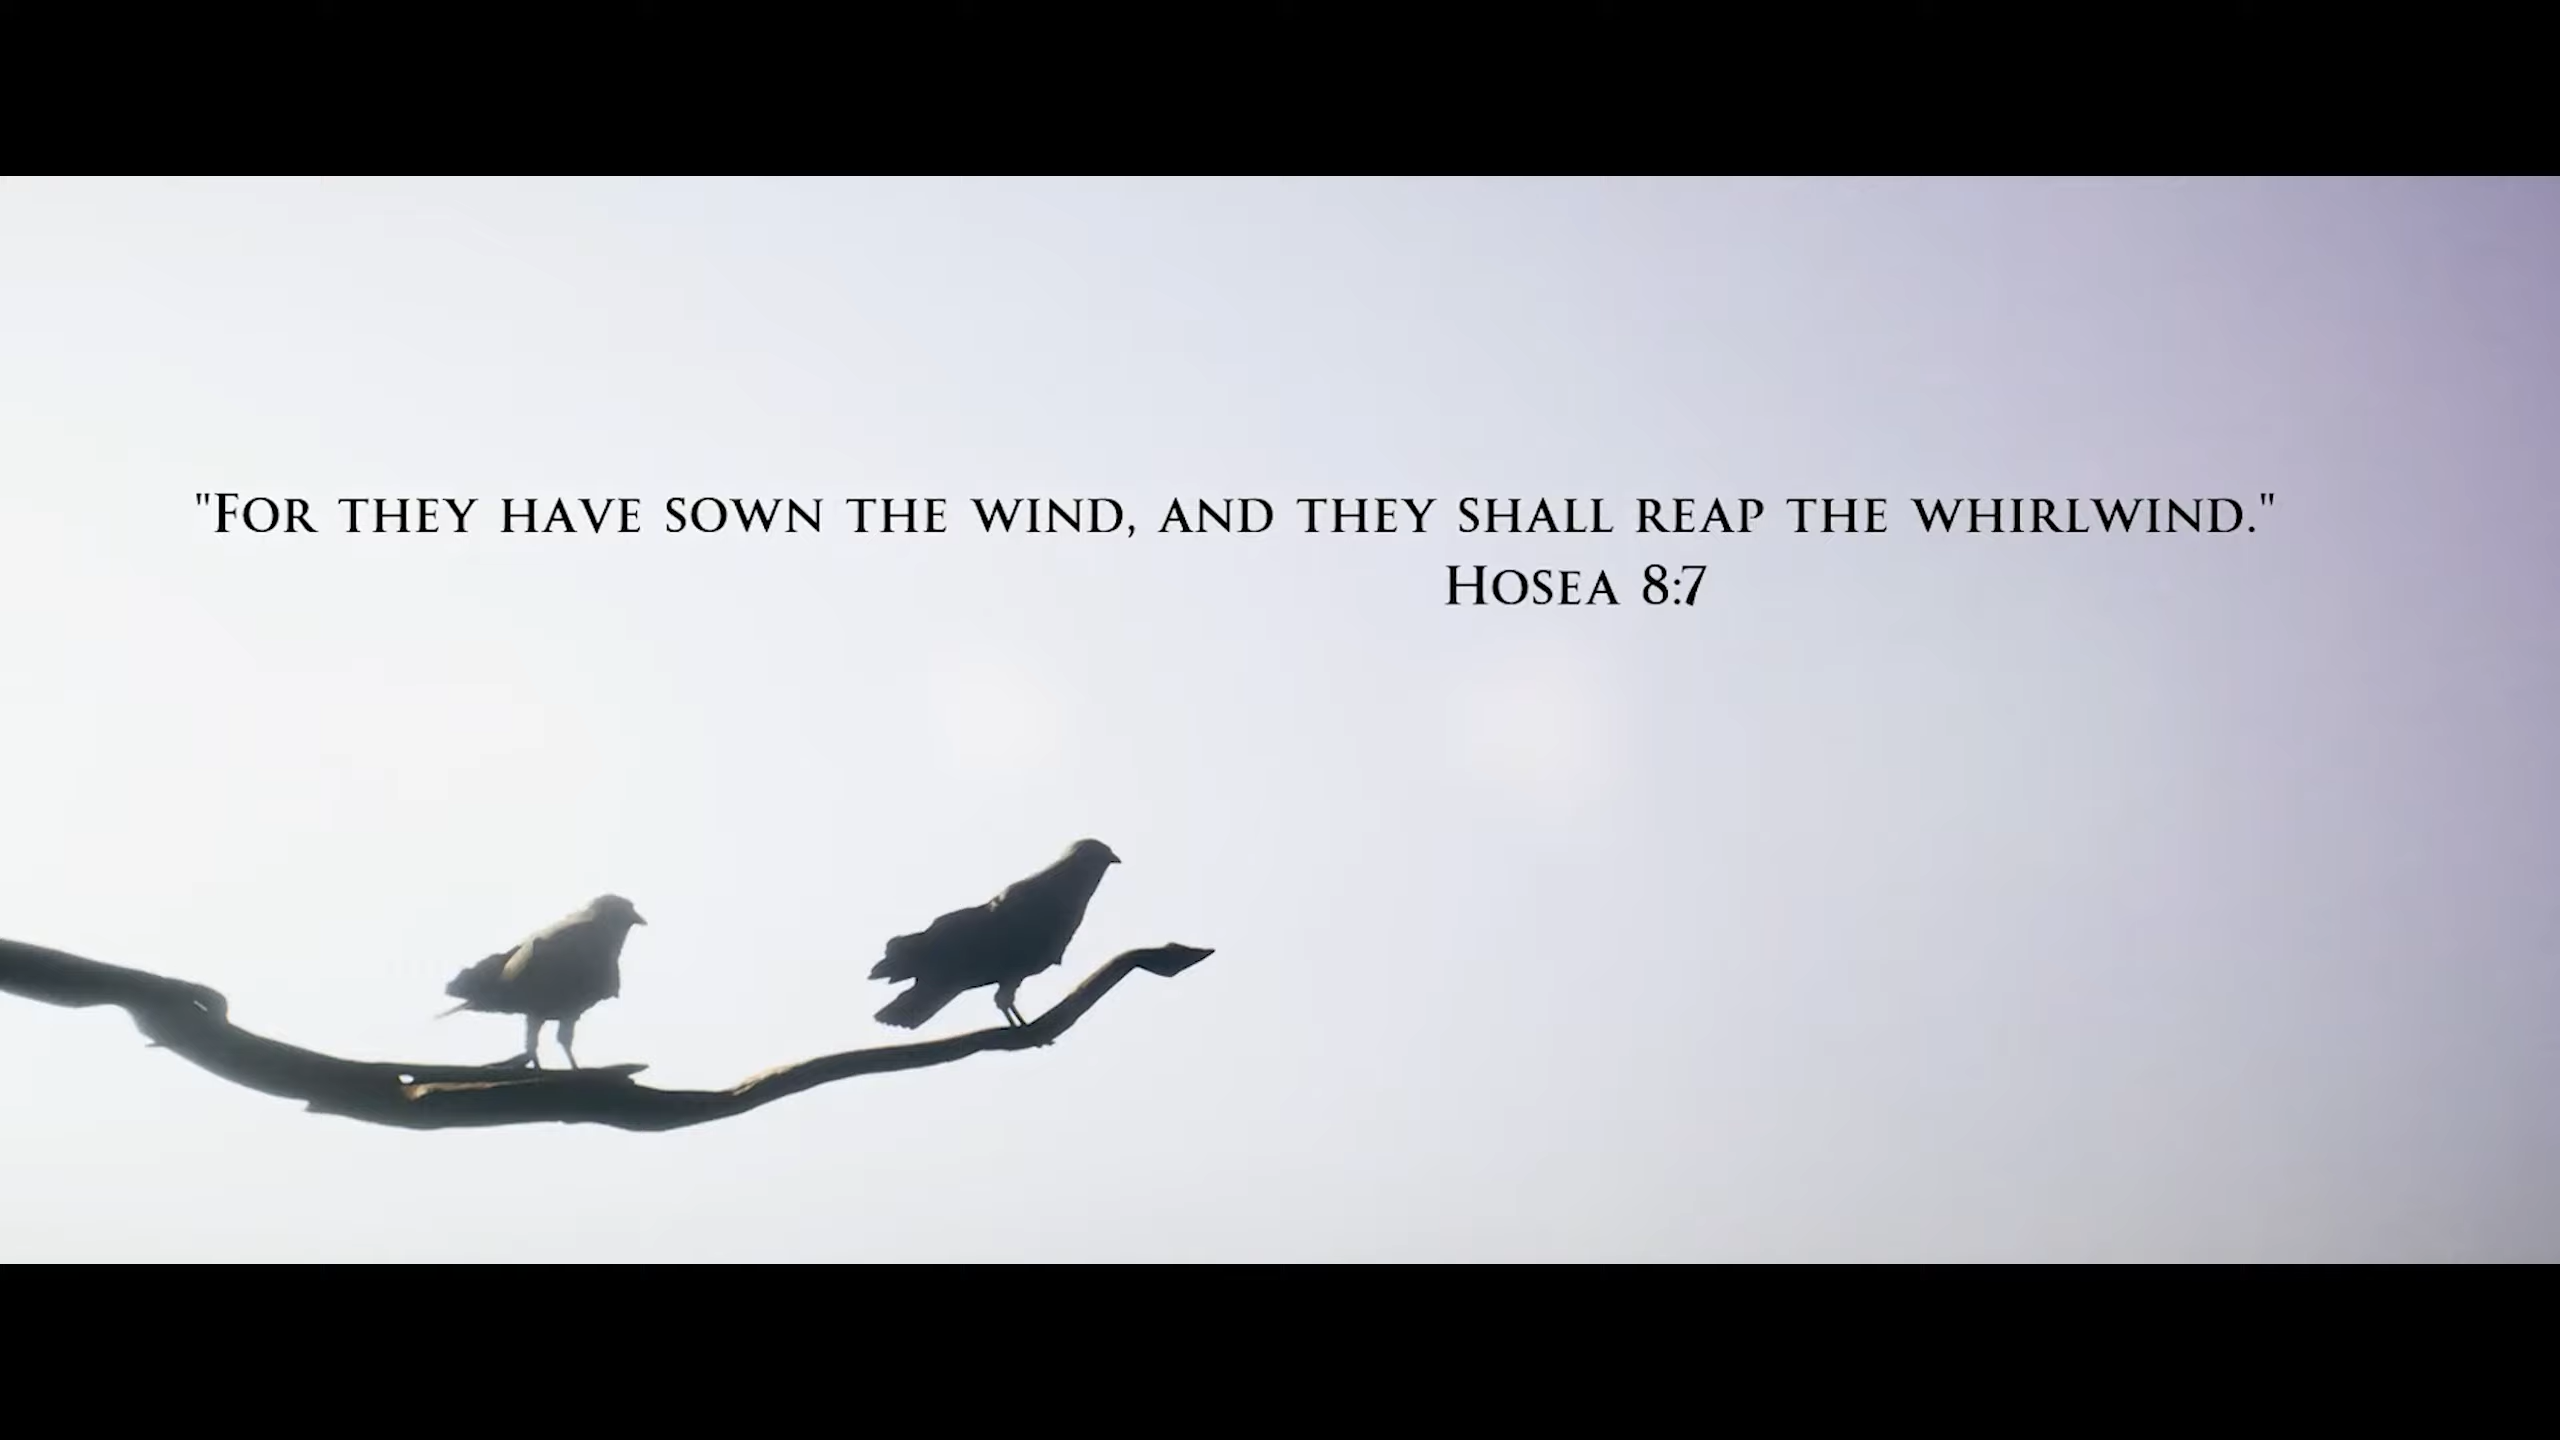 "For they have sown the wind, and they shall reap the whirlwind."
Hosea 8:7